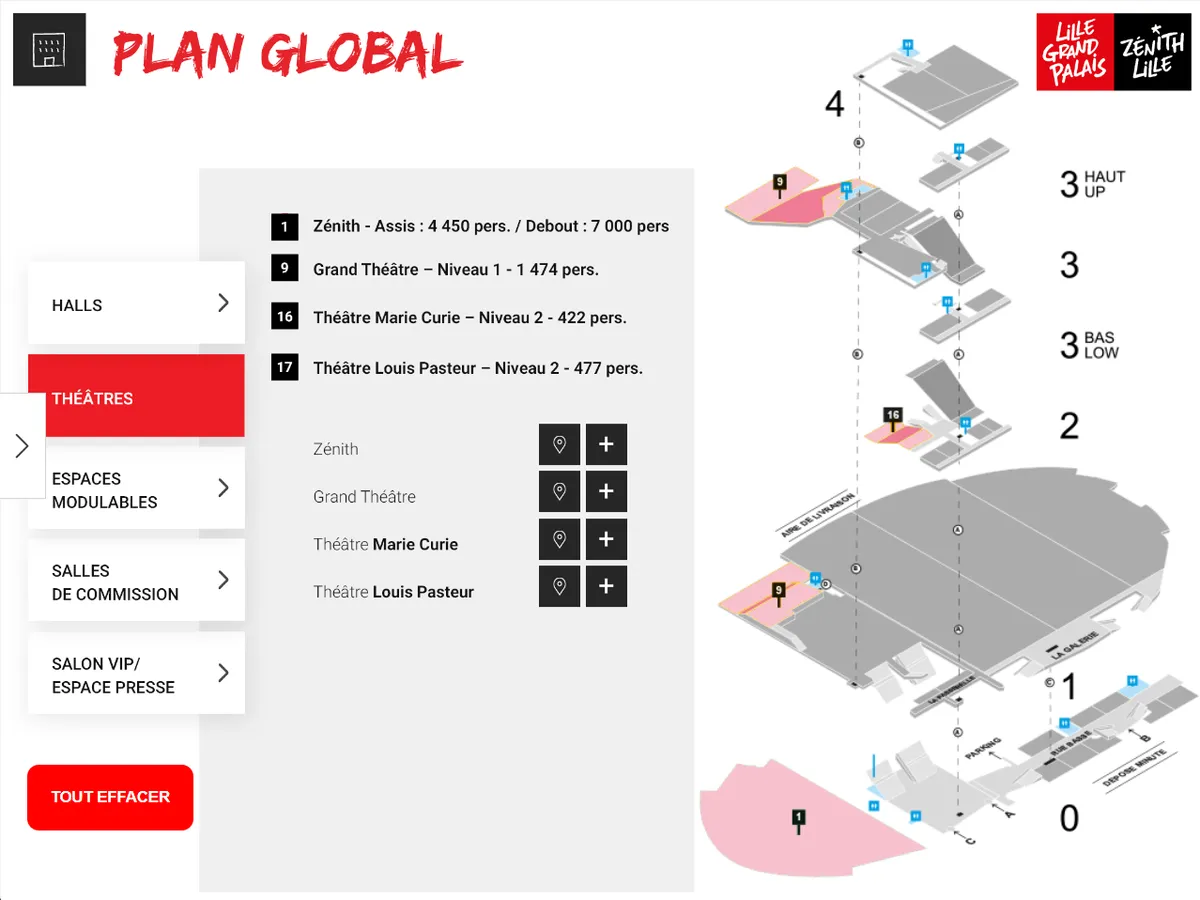 PLAN GLOBAL
LILLE
GRAND
PALAIS
ZÉNITH
LILLE
1 Zénith - Assis : 4 450 pers. / Debout : 7 000 pers
9 Grand Théâtre – Niveau 1 - 1 474 pers.
16 Théâtre Marie Curie – Niveau 2 - 422 pers.
17 Théâtre Louis Pasteur – Niveau 2 - 477 pers.
Zénith
Grand Théâtre
Théâtre Marie Curie
Théâtre Louis Pasteur
HALLS
THÉÂTRES
ESPACES
MODULABLES
SALLES
DE COMMISSION
SALON VIP/
ESPACE PRESSE
TOUT EFFACER
4
B
3 HAUT
UP
9
A
3
3 BAS
LOW
B
A
2
16
AIRE DE LIVRAISON
A
B
9
D
A
LA GALERIE
LA PASSERELLE
C
1
A
PARKING
RUE BASSE
B
DEPOSE MINUTE
1
A
C
0